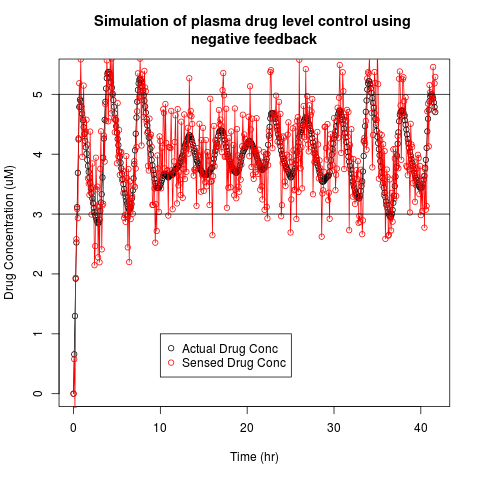 Simulation of plasma drug level control using
negative feedback
Drug Concentration (uM)
5
4
3
2
1
0
Actual Drug Conc
Sensed Drug Conc
0 10 20 30 40
Time (hr)